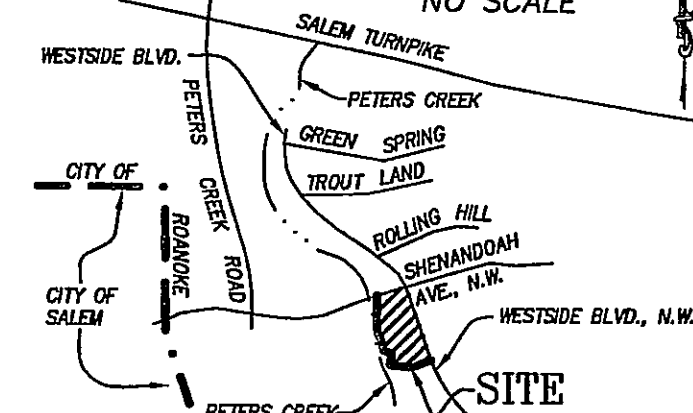 NO SCALE
SALEM TURNPIKE
WESTSIDE BLVD.
PETERS CREEK
PETERS CREEK ROAD
GREEN SPRING
TROUT LAND
CITY OF
ROANOKE
ROLLING HILL
SHENANDOAH
AVE., N.W.
CITY OF
SALEM
WESTSIDE BLVD., N.W.
SITE
PETERS CREEK